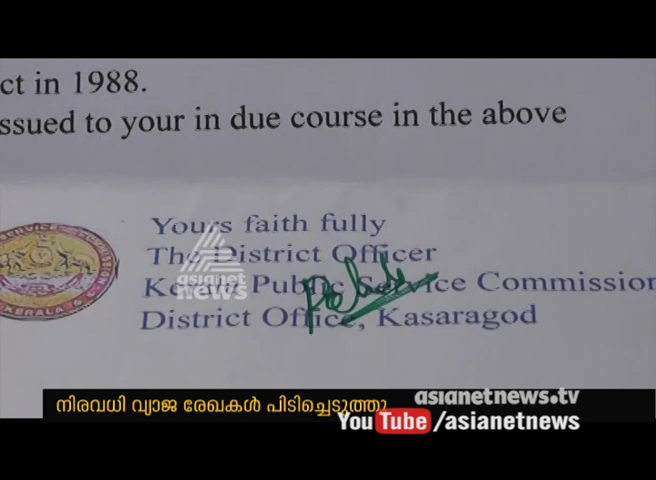 ct in 1988.
ssued to your in due course in the above
Yours faith fully
The District Officer
Kerala Public Service Commission
District Office, Kasaragod
KERALA
asianet
news
നിരവധി വ്യാജ രേഖകൾ പിടിച്ചെടുത്തു
asianetnews.tv
YouTube /asianetnews